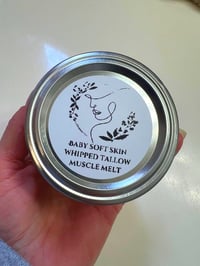 BABY SOFT SKIN
WHIPPED TALLOW
MUSCLE MELT